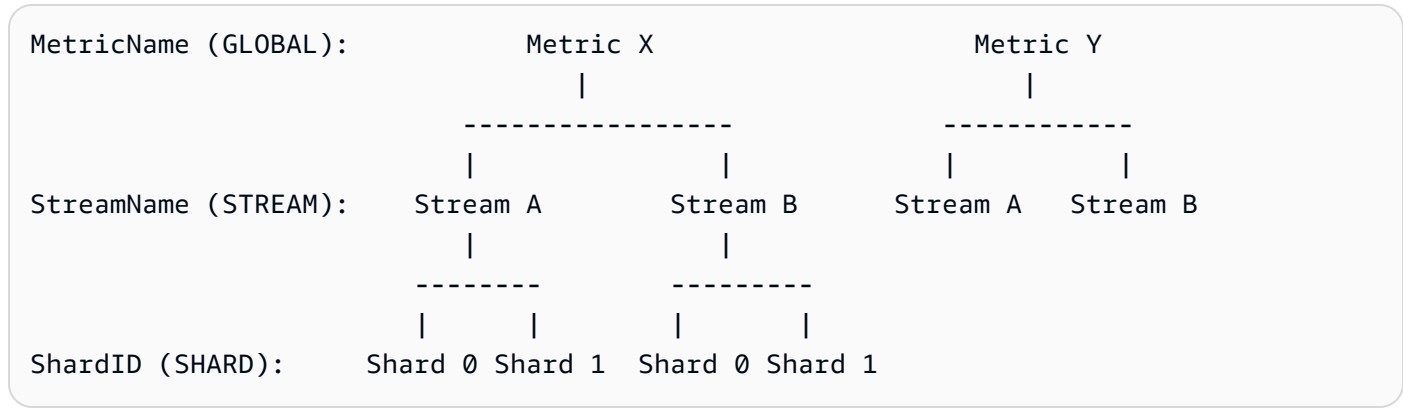 MetricName (GLOBAL):           Metric X                    Metric Y
                                  |                           |
                           -----------------             ------------
                           |               |             |          |
StreamName (STREAM):    Stream A        Stream B      Stream A   Stream B
                           |               |
                        --------        ---------
                        |      |        |       |
ShardID (SHARD):     Shard 0 Shard 1  Shard 0 Shard 1